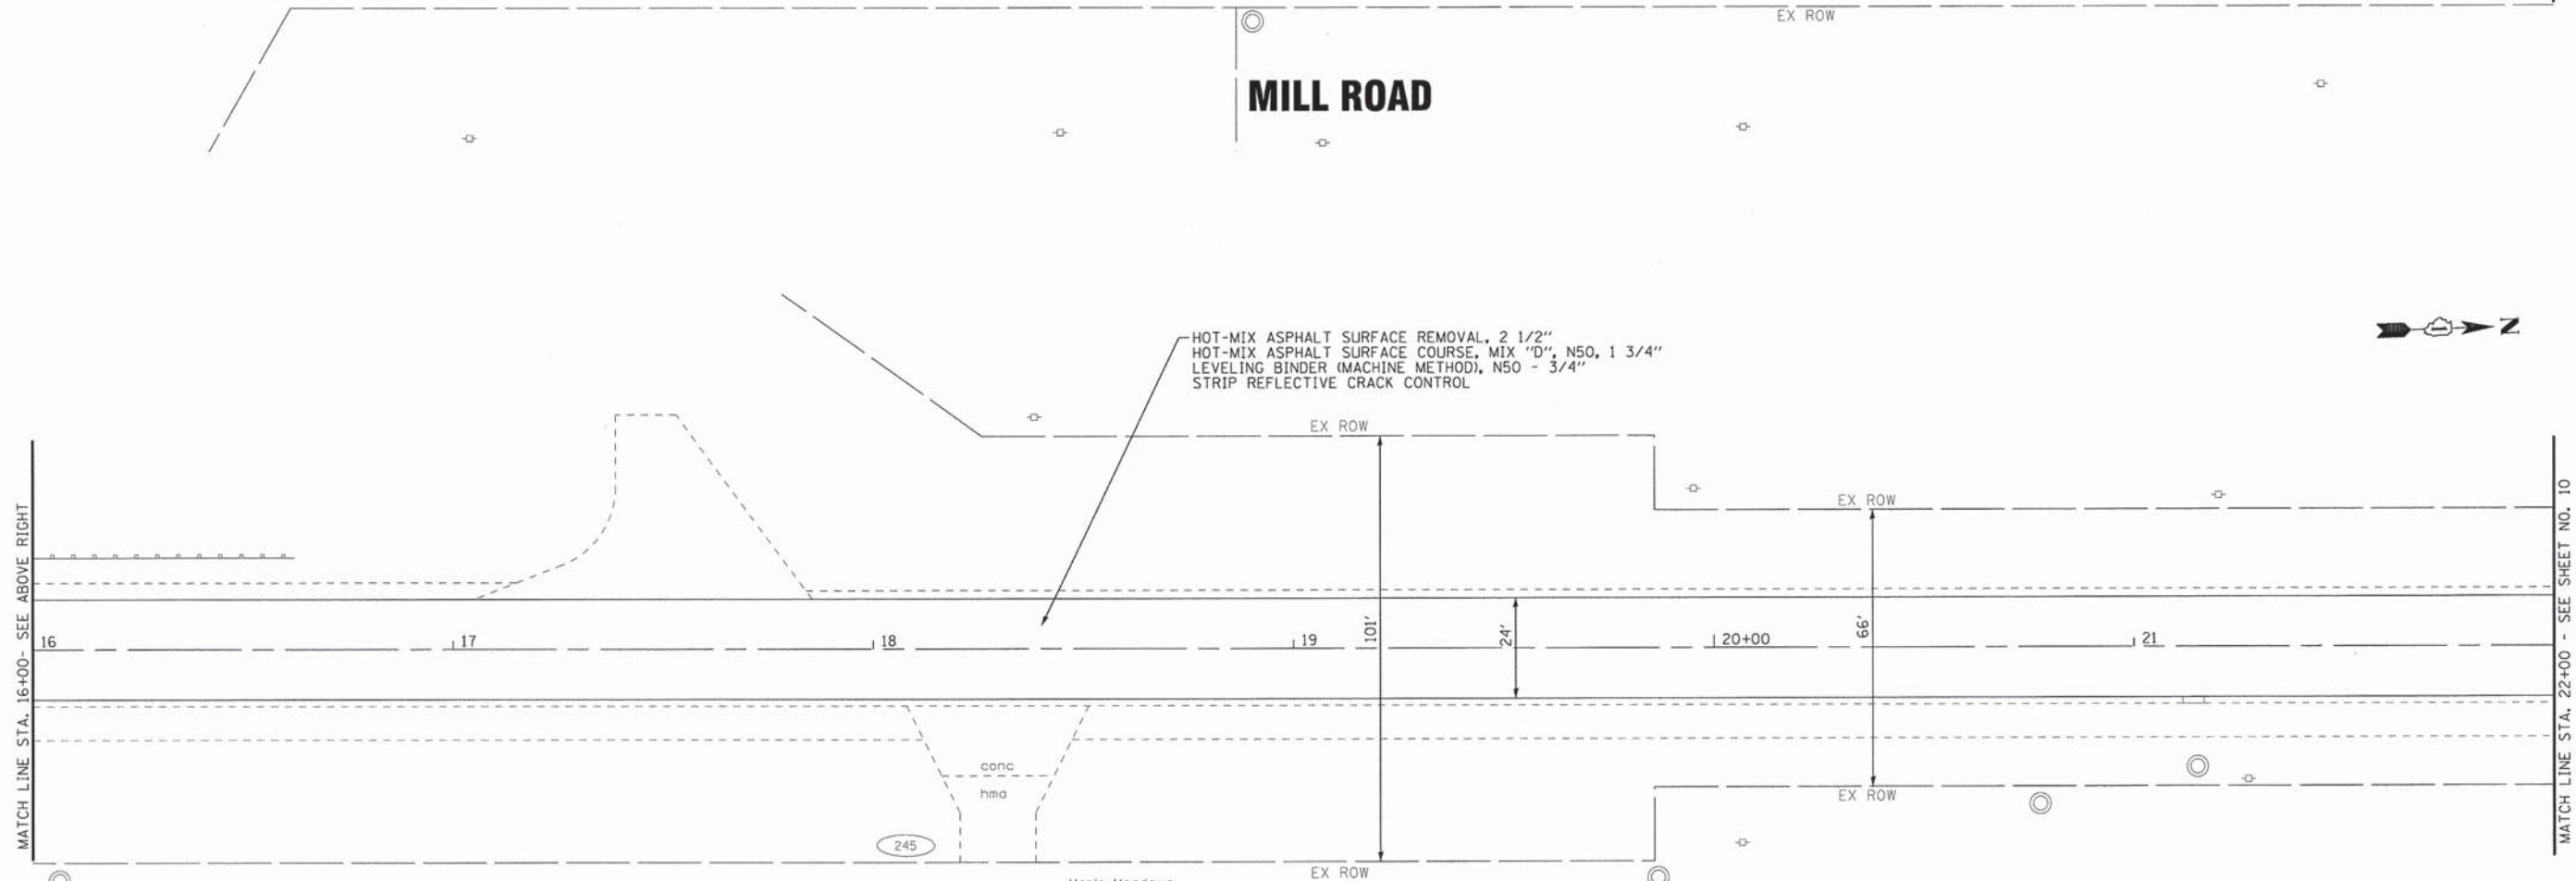 EX ROW
MILL ROAD
HOT-MIX ASPHALT SURFACE REMOVAL, 2 1/2"
HOT-MIX ASPHALT SURFACE COURSE, MIX "D", N50, 1 3/4"
LEVELING BINDER (MACHINE METHOD), N50 - 3/4"
STRIP REFLECTIVE CRACK CONTROL
N
EX ROW
EX ROW
MATCH LINE STA. 16+00- SEE ABOVE RIGHT
16
17
18
19
101'
24'
20+00
66'
21
MATCH LINE STA. 22+00 - SEE SHEET NO. 10
conc
hma
EX ROW
245
EX ROW